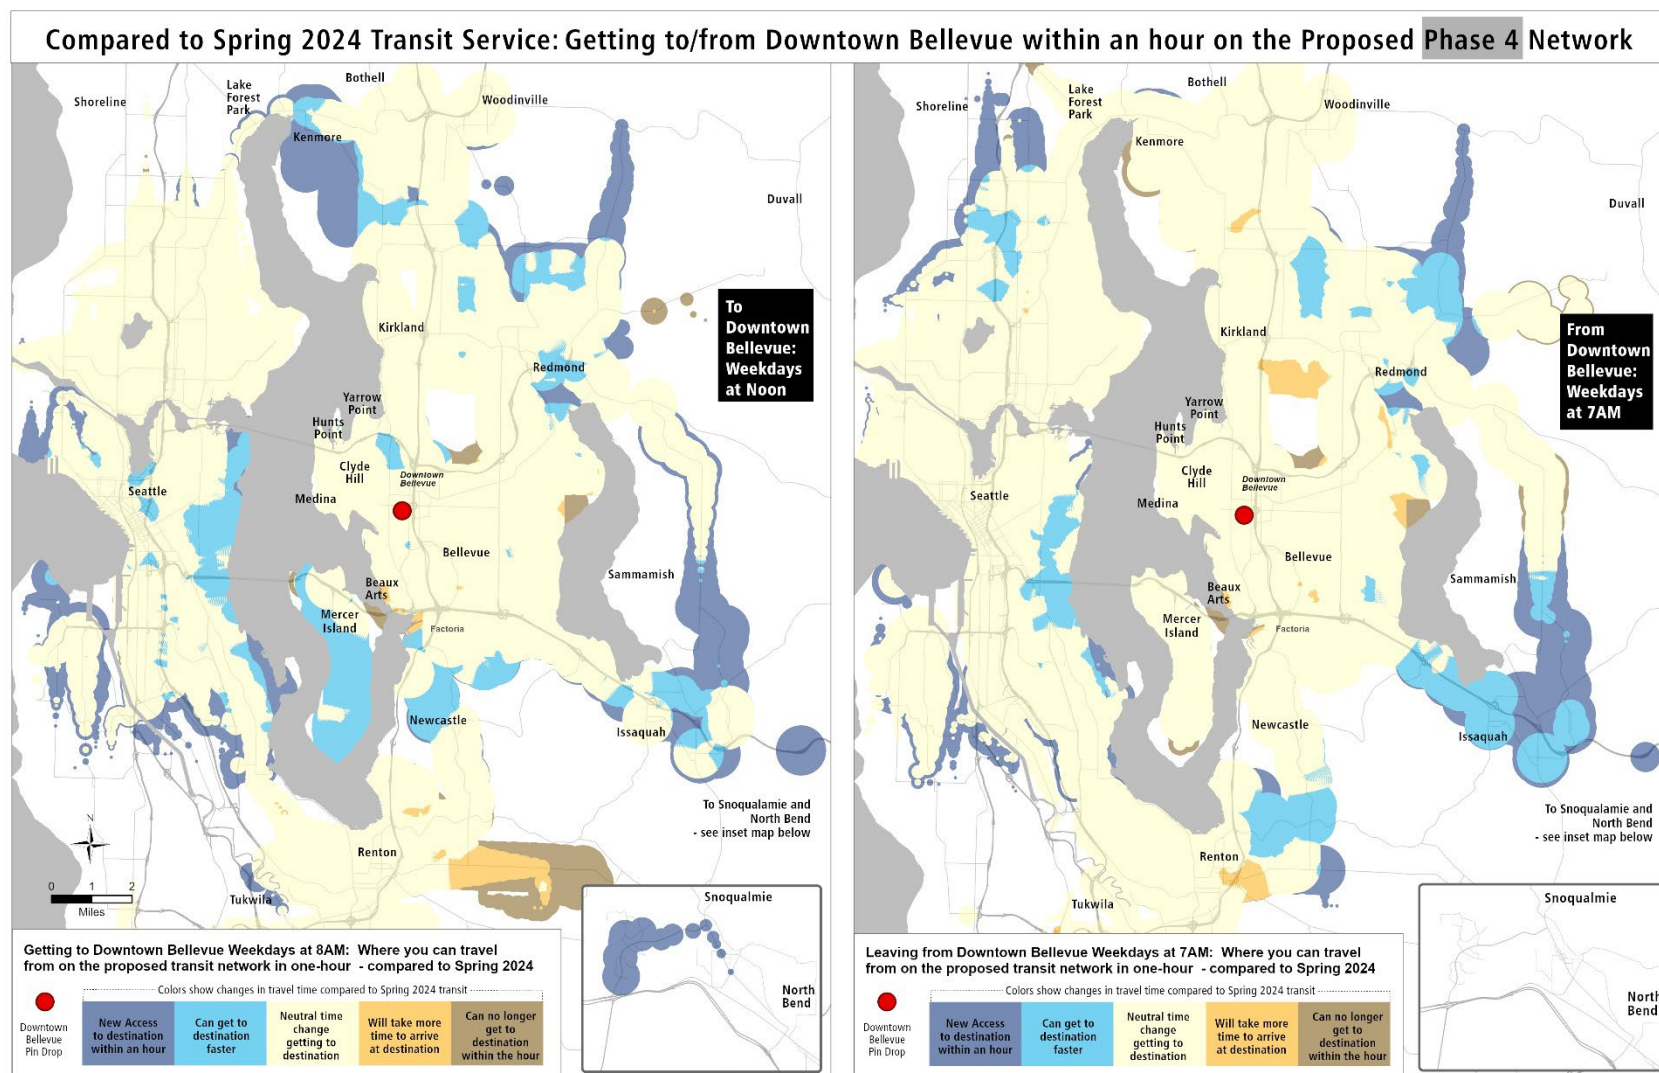 Compared to Spring 2024 Transit Service: Getting to/from Downtown Bellevue within an hour on the Proposed Phase 4 Network
Shoreline
Lake
Forest
Park
Bothell
Woodinville
Kenmore
Duvall
To
Downtown
Bellevue:
Weekdays
at Noon
Kirkland
Redmond
Yarrow
Point
Hunts
Point
Clyde
Hill
Downtown
Bellevue
Seattle
Medina
Bellevue
Sammamish
Beaux
Arts
Mercer
Island
Factoria
Newcastle
Issaquah
To Snoqualamie and
North Bend
- see inset map below
N
Renton
0 1 2
Miles
Tukwila
Snoqualmie
North
Bend
Getting to Downtown Bellevue Weekdays at 8AM: Where you can travel
from on the proposed transit network in one-hour - compared to Spring 2024
Colors show changes in travel time compared to Spring 2024 transit
Downtown
Bellevue
Pin Drop
New Access
to destination
within an hour
Can get to
destination
faster
Neutral time
change
getting to
destination
Will take more
time to arrive
at destination
Can no longer
get to
destination
within the hour
Shoreline
Lake
Forest
Park
Bothell
Woodinville
Kenmore
Duvall
From
Downtown
Bellevue:
Weekdays
at 7AM
Kirkland
Redmond
Yarrow
Point
Hunts
Point
Clyde
Hill
Downtown
Bellevue
Seattle
Medina
Bellevue
Sammamish
Beaux
Arts
Mercer
Island
Factoria
Newcastle
Issaquah
To Snoqualamie and
North Bend
- see inset map below
Renton
Tukwila
Snoqualmie
North
Bend
Leaving from Downtown Bellevue Weekdays at 7AM: Where you can travel
from on the proposed transit network in one-hour - compared to Spring 2024
Colors show changes in travel time compared to Spring 2024 transit
Downtown
Bellevue
Pin Drop
New Access
to destination
within an hour
Can get to
destination
faster
Neutral time
change
getting to
destination
Will take more
time to arrive
at destination
Can no longer
get to
destination
within the hour